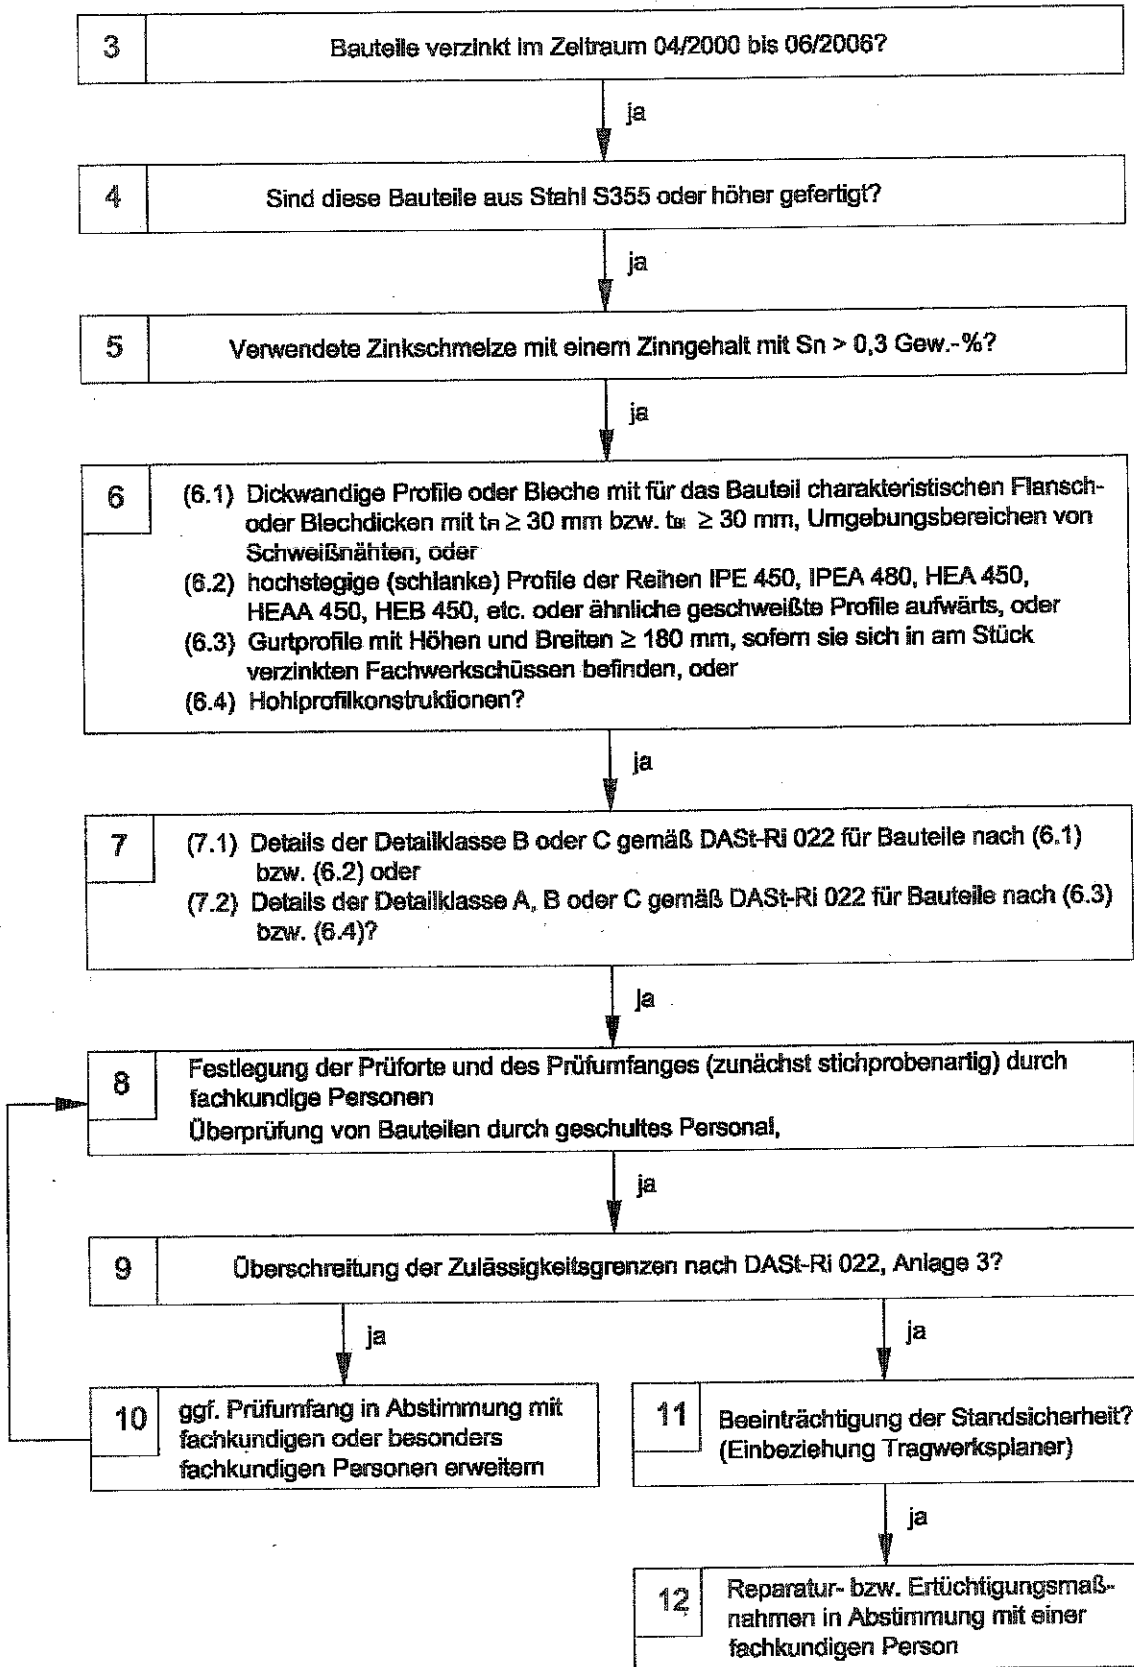 3
Bauteile verzinkt im Zeitraum 04/2000 bis 06/2006?
ja
4
Sind diese Bauteile aus Stahl S355 oder höher gefertigt?
ja
5
Verwendete Zinkschmelze mit einem Zinngehalt mit Sn > 0,3 Gew.-%?
ja
6
(6.1) Dickwandige Profile oder Bleche mit für das Bauteil charakteristischen Flansch-
oder Blechdicken mit tFl ≥ 30 mm bzw. tBl ≥ 30 mm, Umgebungsbereichen von
Schweißnähten, oder
(6.2) hochstegige (schlanke) Profile der Reihen IPE 450, IPEA 480, HEA 450,
HEAA 450, HEB 450, etc. oder ähnliche geschweißte Profile aufwärts, oder
(6.3) Gurtprofile mit Höhen und Breiten ≥ 180 mm, sofern sie sich in am Stück
verzinkten Fachwerkschüssen befinden, oder
(6.4) Hohlprofilkonstruktionen?
ja
7
(7.1) Details der Detailklasse B oder C gemäß DASt-Ri 022 für Bauteile nach (6.1)
bzw. (6.2) oder
(7.2) Details der Detailklasse A, B oder C gemäß DASt-Ri 022 für Bauteile nach (6.3)
bzw. (6.4)?
ja
8
Festlegung der Prüforte und des Prüfumfanges (zunächst stichprobenartig) durch
fachkundige Personen
Überprüfung von Bauteilen durch geschultes Personal,
ja
9
Überschreitung der Zulässigkeitsgrenzen nach DASt-Ri 022, Anlage 3?
ja
ja
10
ggf. Prüfumfang in Abstimmung mit
fachkundigen oder besonders
fachkundigen Personen erweitern
11
Beeinträchtigung der Standsicherheit?
(Einbeziehung Tragwerksplaner)
ja
12
Reparatur- bzw. Ertüchtigungsmaß-
nahmen in Abstimmung mit einer
fachkundigen Person